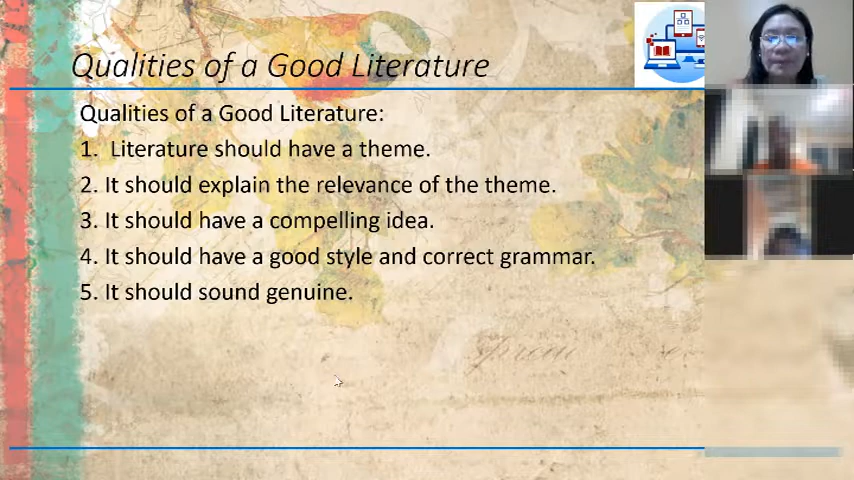 Qualities of a Good Literature
Qualities of a Good Literature:
1. Literature should have a theme.
2. It should explain the relevance of the theme.
3. It should have a compelling idea.
4. It should have a good style and correct grammar.
5. It should sound genuine.